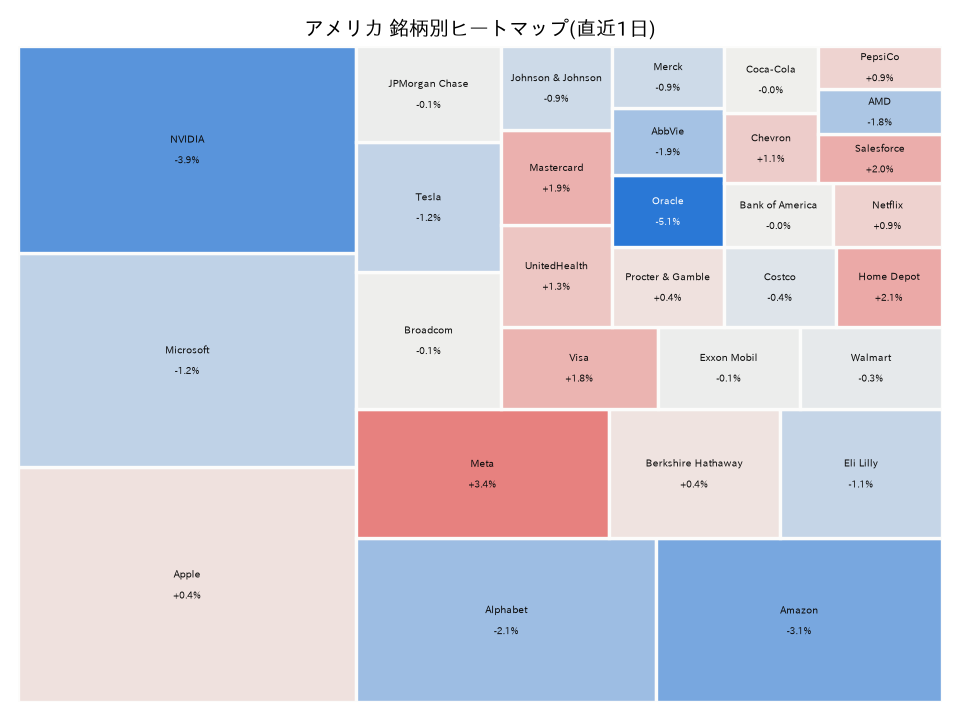 アメリカ 銘柄別ヒートマップ(直近1日)
NVIDIA
-3.9%
Microsoft
-1.2%
Apple
+0.4%
JPMorgan Chase
-0.1%
Tesla
-1.2%
Broadcom
-0.1%
Johnson & Johnson
-0.9%
Mastercard
+1.9%
UnitedHealth
+1.3%
Merck
-0.9%
AbbVie
-1.9%
Oracle
-5.1%
Procter & Gamble
+0.4%
Coca-Cola
-0.0%
Chevron
+1.1%
PepsiCo
+0.9%
AMD
-1.8%
Salesforce
+2.0%
Bank of America
-0.0%
Netflix
+0.9%
Costco
-0.4%
Home Depot
+2.1%
Visa
+1.8%
Exxon Mobil
-0.1%
Walmart
-0.3%
Meta
+3.4%
Berkshire Hathaway
+0.4%
Eli Lilly
-1.1%
Alphabet
-2.1%
Amazon
-3.1%